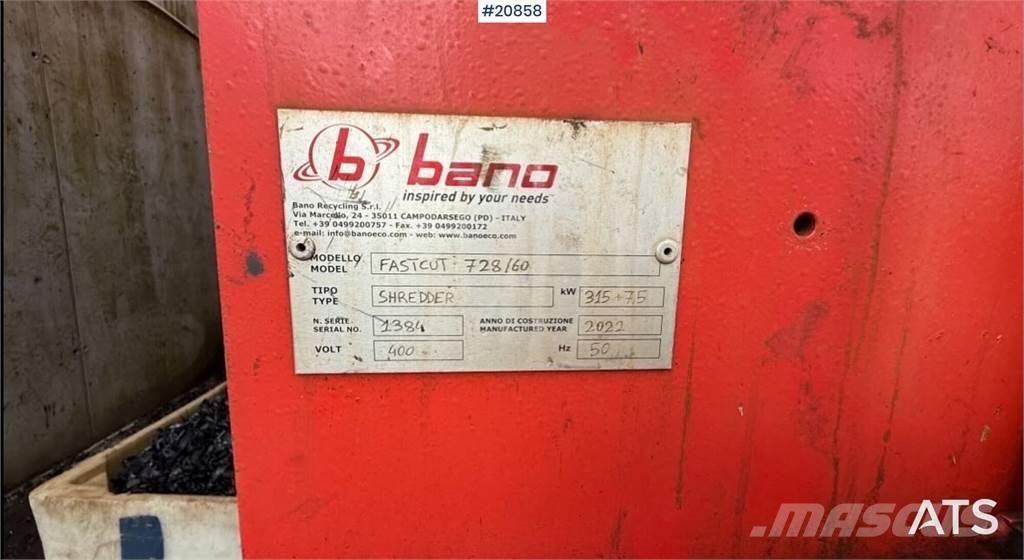 #20858
b bano
inspired by your needs
Bano Recycling S.r.l.
Via Marcello, 24 - 35011 CAMPODARSEGO (PD) - ITALY
Tel. +39 0499200757 - Fax. +39 0499200172
e-mail: info@banoeco.com - web: www.banoeco.com
MODELLO
MODEL
FASTCUT 728/60
TIPO
TYPE
SHREDDER
kW
315+7,5
N. SERIE
SERIAL NO.
1384
ANNO DI COSTRUZIONE
MANUFACTURED YEAR
2022
VOLT
400
Hz
50
ATS